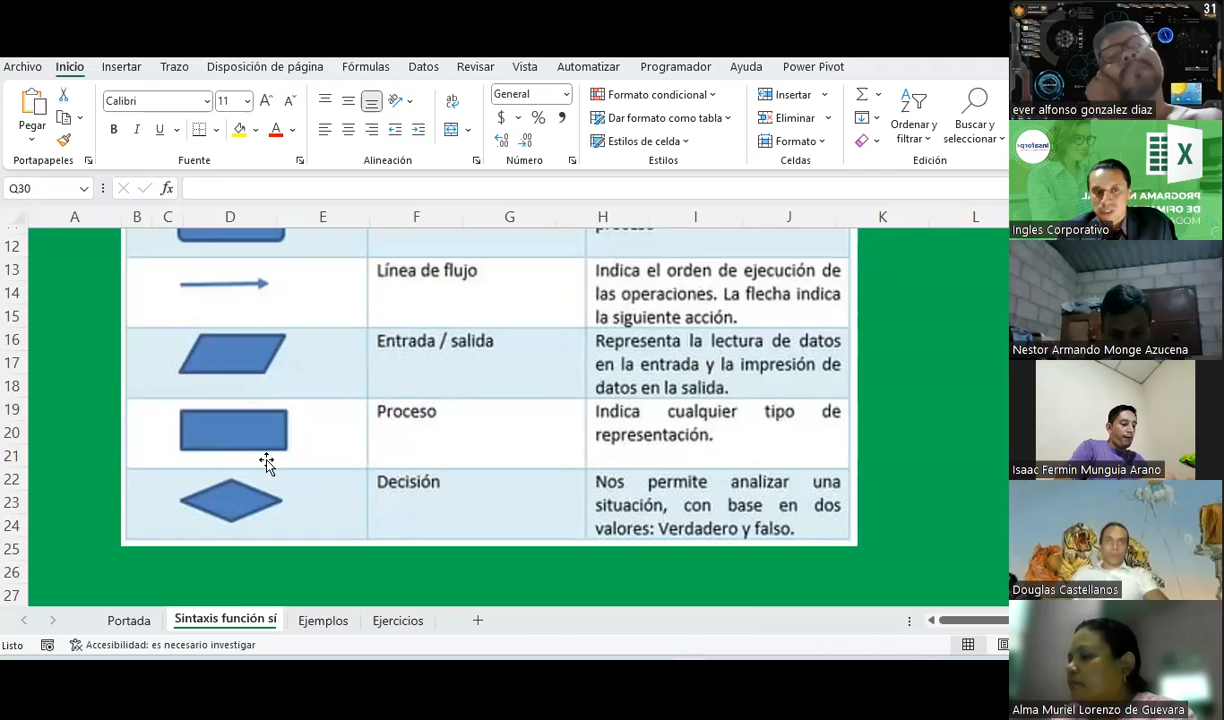 Archivo Inicio Insertar Trazo Disposición de página Fórmulas Datos Revisar Vista Automatizar Programador Ayuda Power Pivot
Pegar
Calibri 11
N K S
General
$ % ,
Formato condicional
Dar formato como tabla
Estilos de celda
Insertar
Eliminar
Formato
Ordenar y
filtrar
Buscar y
seleccionar
Portapapeles Fuente Alineación Número Estilos Celdas Edición
Q30 fx
A B C D E F G H I J K L
12
13
14
15
16
17
18
19
20
21
22
23
24
25
26
27
proceso
Línea de flujo
Indica el orden de ejecución de
las operaciones. La flecha indica
la siguiente acción.
Entrada / salida
Representa la lectura de datos
en la entrada y la impresión de
datos en la salida.
Proceso
Indica cualquier tipo de
representación.
Decisión
Nos permite analizar una
situación, con base en dos
valores: Verdadero y falso.
Portada Sintaxis función sí Ejemplos Ejercicios
Listo Accesibilidad: es necesario investigar
31
ever alfonso gonzalez diaz
insaforp
X
PROGRAMA N
DE OFIM
MODA
Ingles Corporativo
Nestor Armando Monge Azucena
Isaac Fermin Munguia Arano
Douglas Castellanos
Alma Muriel Lorenzo de Guevara